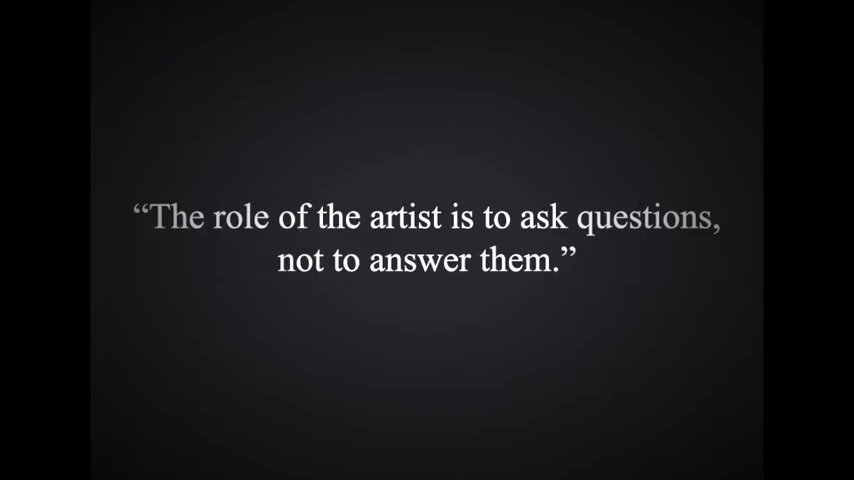 “The role of the artist is to ask questions,
not to answer them.”